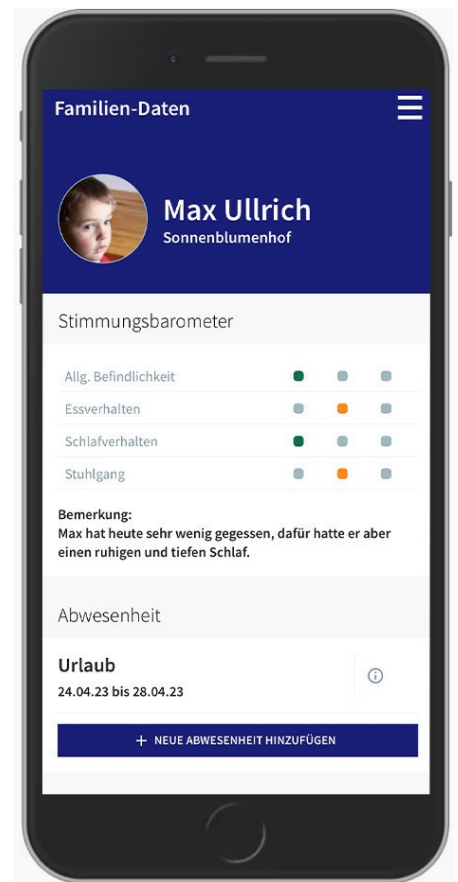 Familien-Daten
Max Ullrich
Sonnenblumenhof
Stimmungsbarometer
Allg. Befindlichkeit
Essverhalten
Schlafverhalten
Stuhlgang
Bemerkung:
Max hat heute sehr wenig gegessen, dafür hatte er aber
einen ruhigen und tiefen Schlaf.
Abwesenheit
Urlaub
24.04.23 bis 28.04.23
+ NEUE ABWESENHEIT HINZUFÜGEN